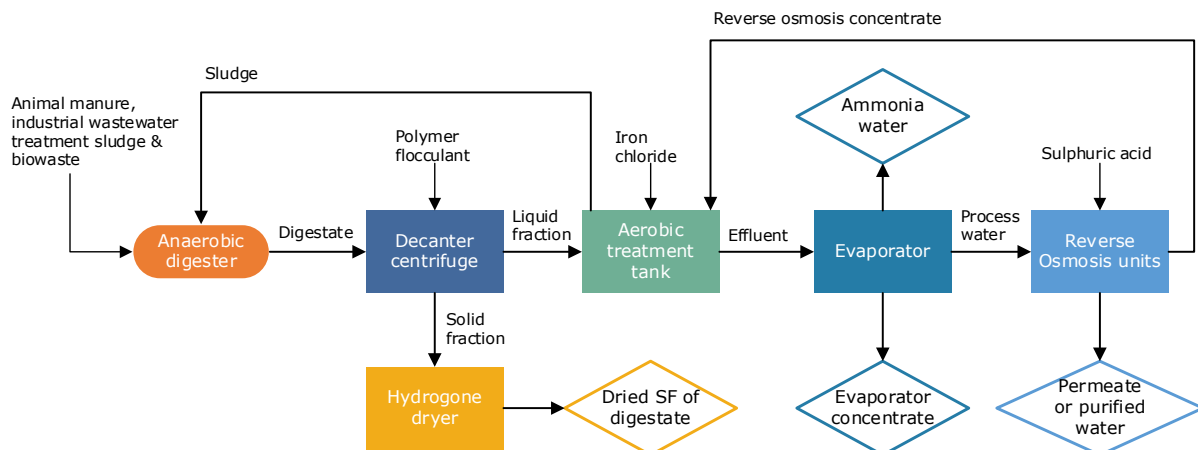 Reverse osmosis concentrate
Sludge
Animal manure,
industrial wastewater
treatment sludge &
biowaste
Polymer
flocculant
Iron
chloride
Ammonia
water
Sulphuric acid
Anaerobic
digester
Digestate
Decanter
centrifuge
Liquid
fraction
Aerobic
treatment
tank
Effluent
Evaporator
Process
water
Reverse
Osmosis units
Solid
fraction
Hydrogone
dryer
Dried SF of
digestate
Evaporator
concentrate
Permeate
or purified
water